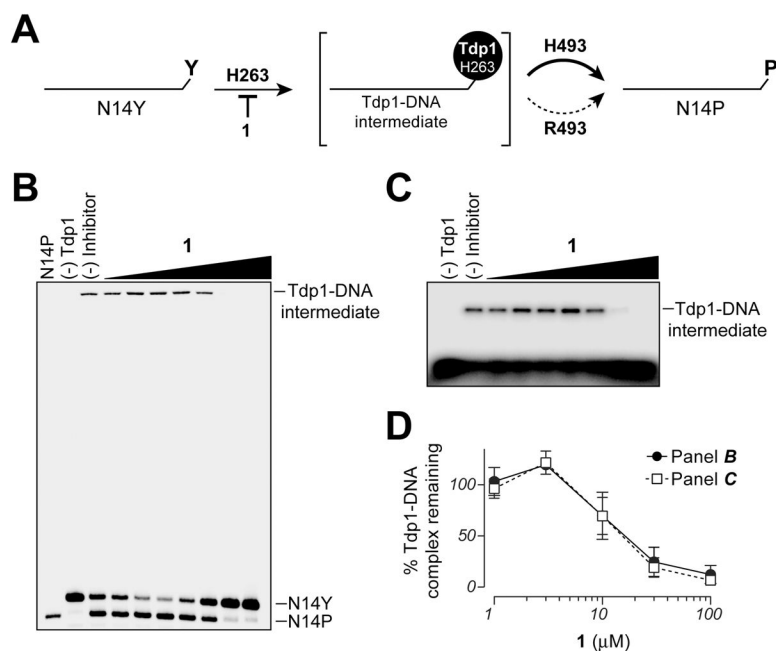 A
Y
N14Y
H263
1
Tdp1
H263
Tdp1-DNA
intermediate
H493
R493
P
N14P
B
N14P
(-) Tdp1
(-) Inhibitor
1
Tdp1-DNA
intermediate
N14Y
N14P
C
(-) Tdp1
(-) Inhibitor
1
Tdp1-DNA
intermediate
D
% Tdp1-DNA
complex remaining
100
50
0
1
10
100
1 (μM)
Panel B
Panel C